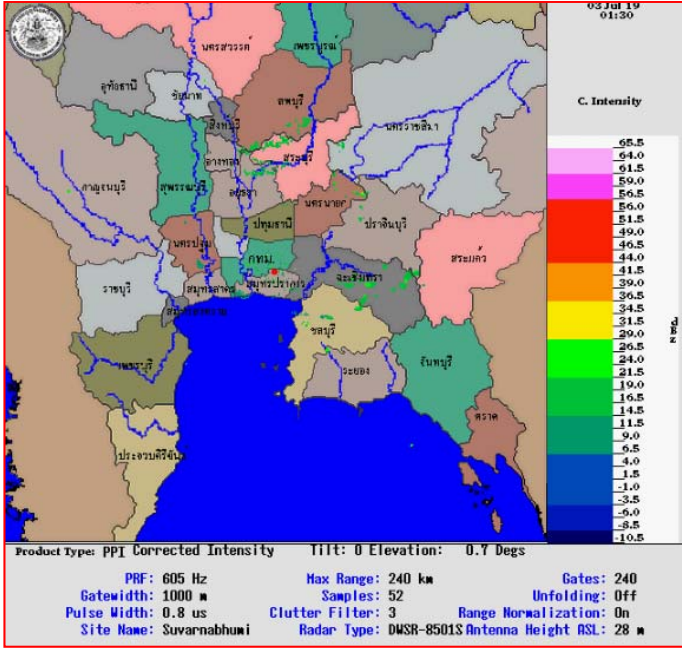 03 Jul 19
01:30
C. Intensity
นครสวรรค์
เพชรบูรณ์
อุทัยธานี
ชัยนาท
ลพบุรี
สิงห์บุรี
นครราชสีมา
อ่างทอง
สระบุรี
กาญจนบุรี
สุพรรณบุรี
อยุธยา
นครนายก
ปราจีนบุรี
ปทุมธานี
นครปฐม
กทม.
สระแก้ว
ราชบุรี
สมุทรสาคร
สมุทรปราการ
ฉะเชิงเทรา
ชลบุรี
เพชรบุรี
ระยอง
จันทบุรี
ตราด
ประจวบคีรีขันธ์
65.5
64.0
61.5
59.0
56.5
56.0
51.5
49.0
46.5
44.0
41.5
39.0
36.5
34.0
31.5
29.0
26.5
24.0
21.5
19.0
16.5
14.0
11.5
9.0
6.5
4.0
1.5
-1.0
-3.5
-6.0
-8.5
-10.5
Product Type: PPI Corrected Intensity Tilt: 0 Elevation: 0.7 Degs
PRF: 605 Hz Max Range: 240 km Gates: 240
Gatewidth: 1000 m Samples: 52 Unfolding: Off
Pulse Width: 0.8 us Clutter Filter: 3 Range Normalization: On
Site Name: Suvarnabhumi Radar Type: DWSR-8501S Antenna Height ASL: 28 m